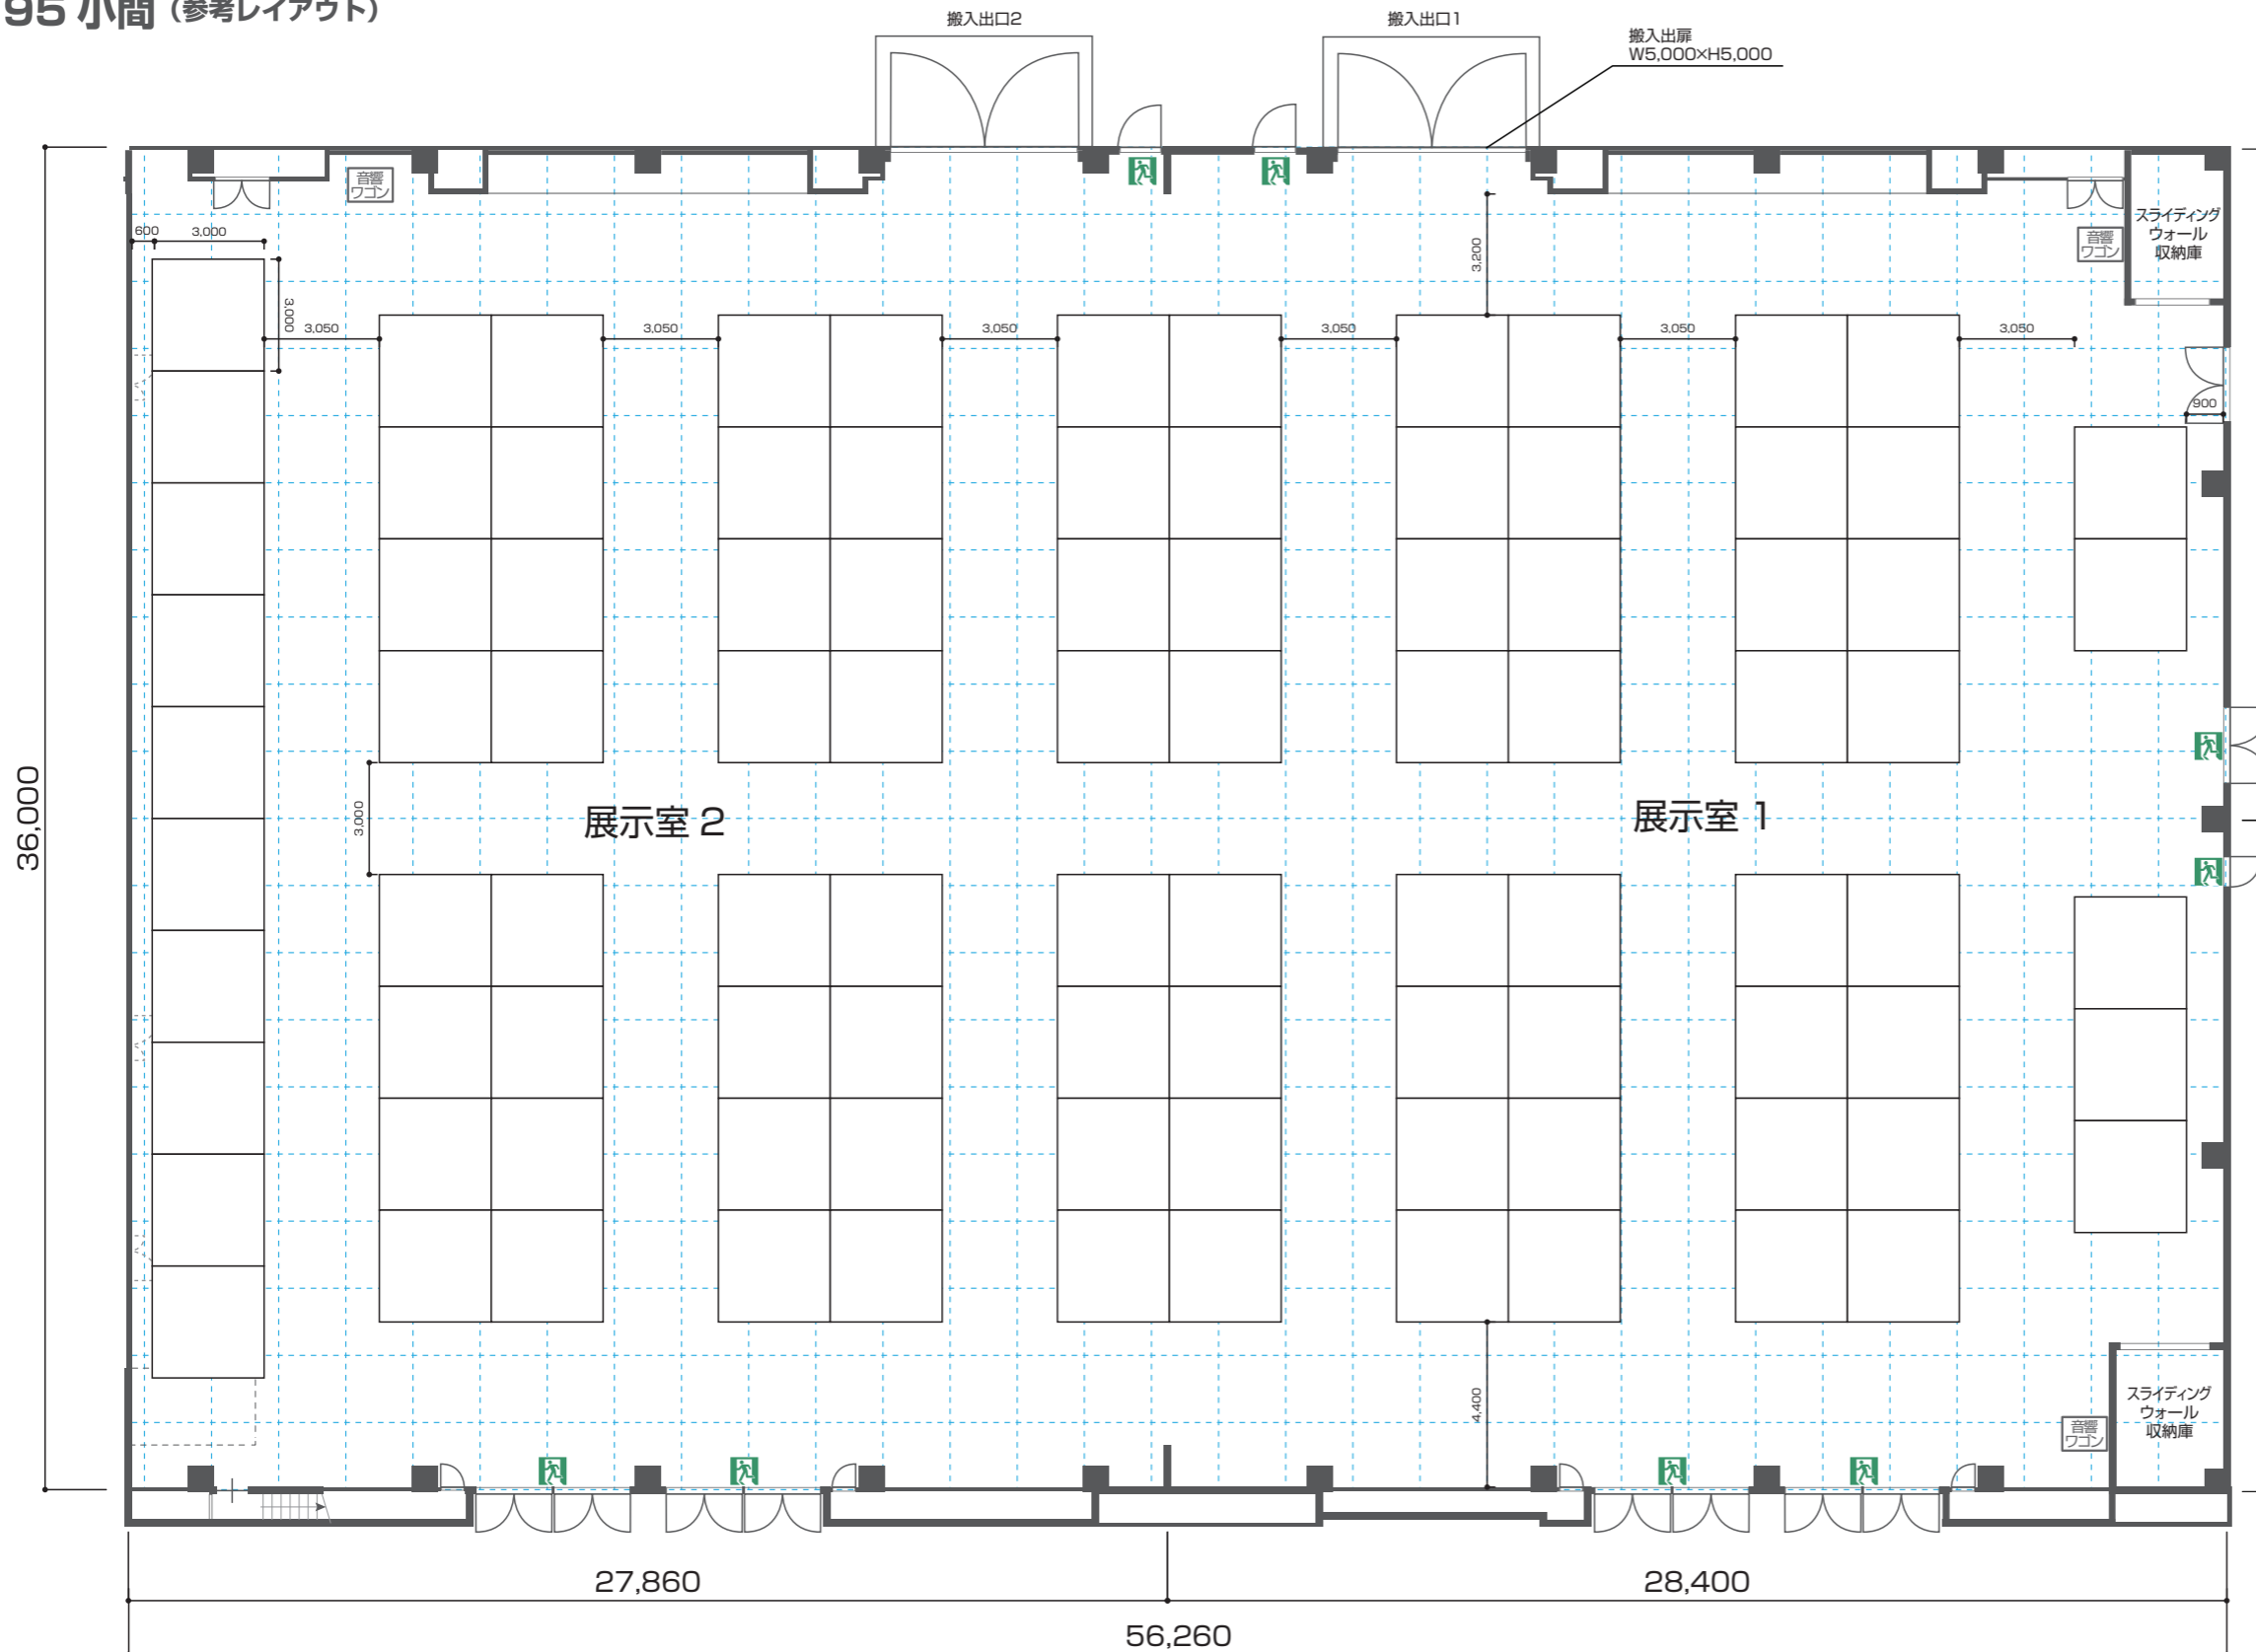 95 小間（参考レイアウト）
搬入出口2
搬入出口1
搬入出扉
W5,000×H5,000
音響
ワゴン
スライディング
ウォール
収納庫
音響
ワゴン
600
3,000
3,200
3,000
3,050
3,050
3,050
3,050
3,050
3,050
900
36,000
3,000
展示室 2
展示室 1
4,400
スライディング
ウォール
収納庫
音響
ワゴン
27,860
28,400
56,260